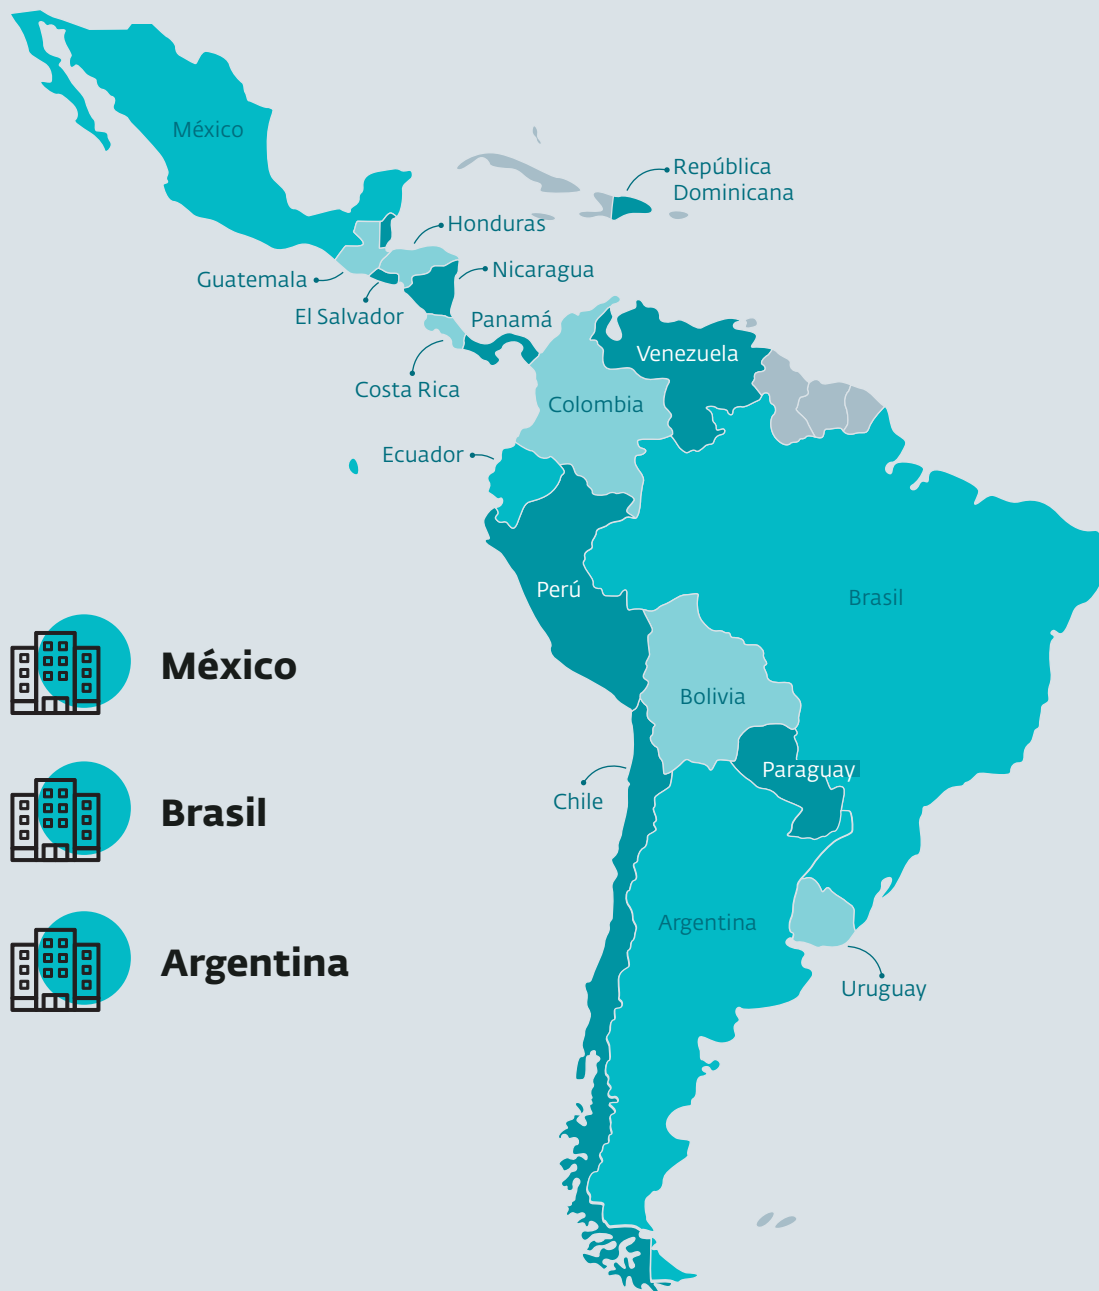 México
República
Dominicana
Honduras
Nicaragua
Guatemala
El Salvador
Panamá
Venezuela
Costa Rica
Colombia
Ecuador
Perú
Brasil
México
Bolivia
Paraguay
Chile
Brasil
Argentina
Argentina
Uruguay